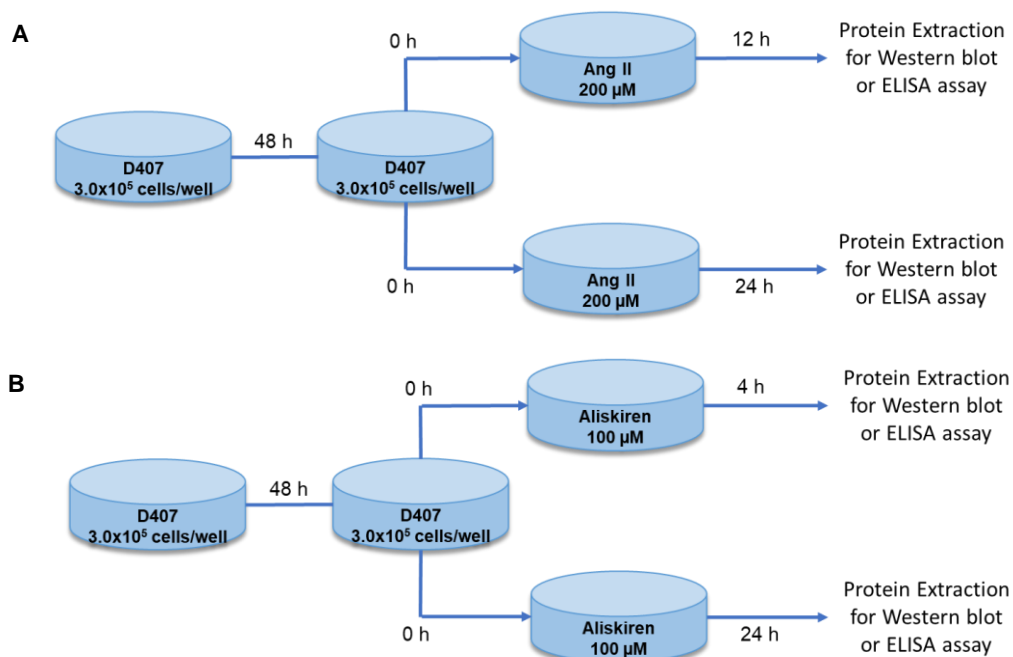 A
0 h
Ang II
200 µM
12 h
Protein Extraction
for Western blot
or ELISA assay
D407
3.0x10⁵ cells/well
48 h
D407
3.0x10⁵ cells/well
0 h
Ang II
200 µM
24 h
Protein Extraction
for Western blot
or ELISA assay
B
0 h
Aliskiren
100 µM
4 h
Protein Extraction
for Western blot
or ELISA assay
D407
3.0x10⁵ cells/well
48 h
D407
3.0x10⁵ cells/well
0 h
Aliskiren
100 µM
24 h
Protein Extraction
for Western blot
or ELISA assay